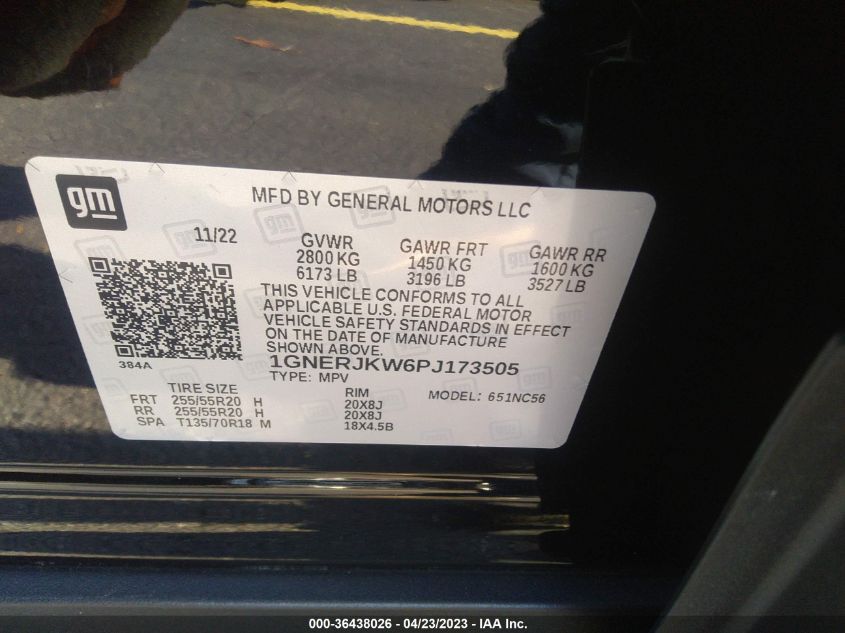 gm
MFD BY GENERAL MOTORS LLC
11/22
GVWR GAWR FRT GAWR RR
2800 KG 1450 KG 1600 KG
6173 LB 3196 LB 3527 LB
THIS VEHICLE CONFORMS TO ALL
APPLICABLE U.S. FEDERAL MOTOR
VEHICLE SAFETY STANDARDS IN EFFECT
ON THE DATE OF MANUFACTURE
SHOWN ABOVE.
384A
1GNERJKW6PJ173505
TYPE: MPV
TIRE SIZE RIM MODEL: 651NC56
FRT 255/55R20 H 20X8J
RR 255/55R20 H 20X8J
SPA T135/70R18 M 18X4.5B
000-36438026 - 04/23/2023 - IAA Inc.